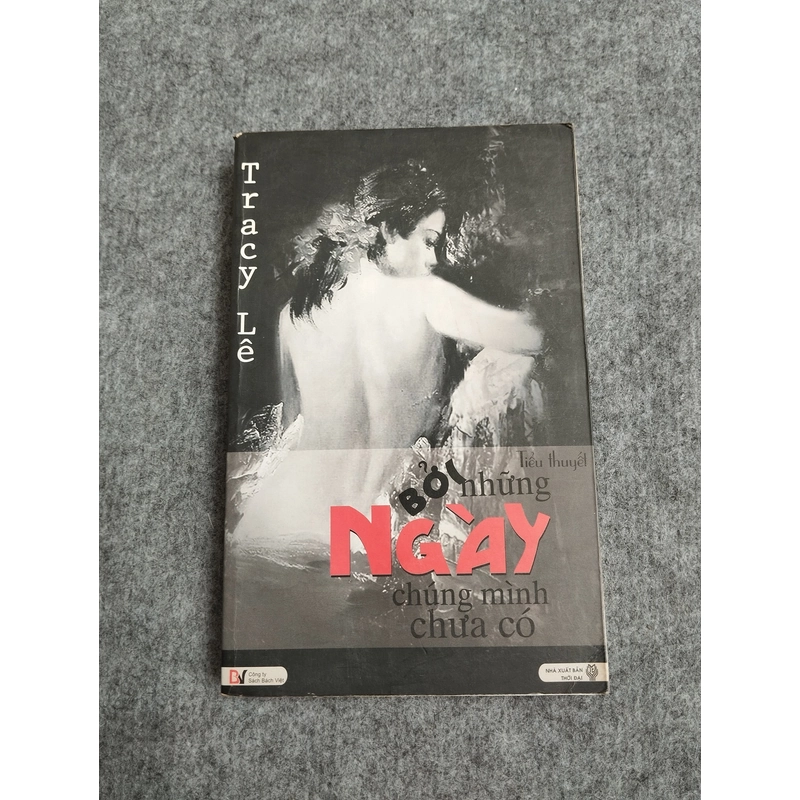 Tracy Lê
Tiểu thuyết
BỞI những
NGÀY
chúng mình
chưa có
BV
Công ty
Sách Bách Việt
NHÀ XUẤT BẢN
THỜI ĐẠI